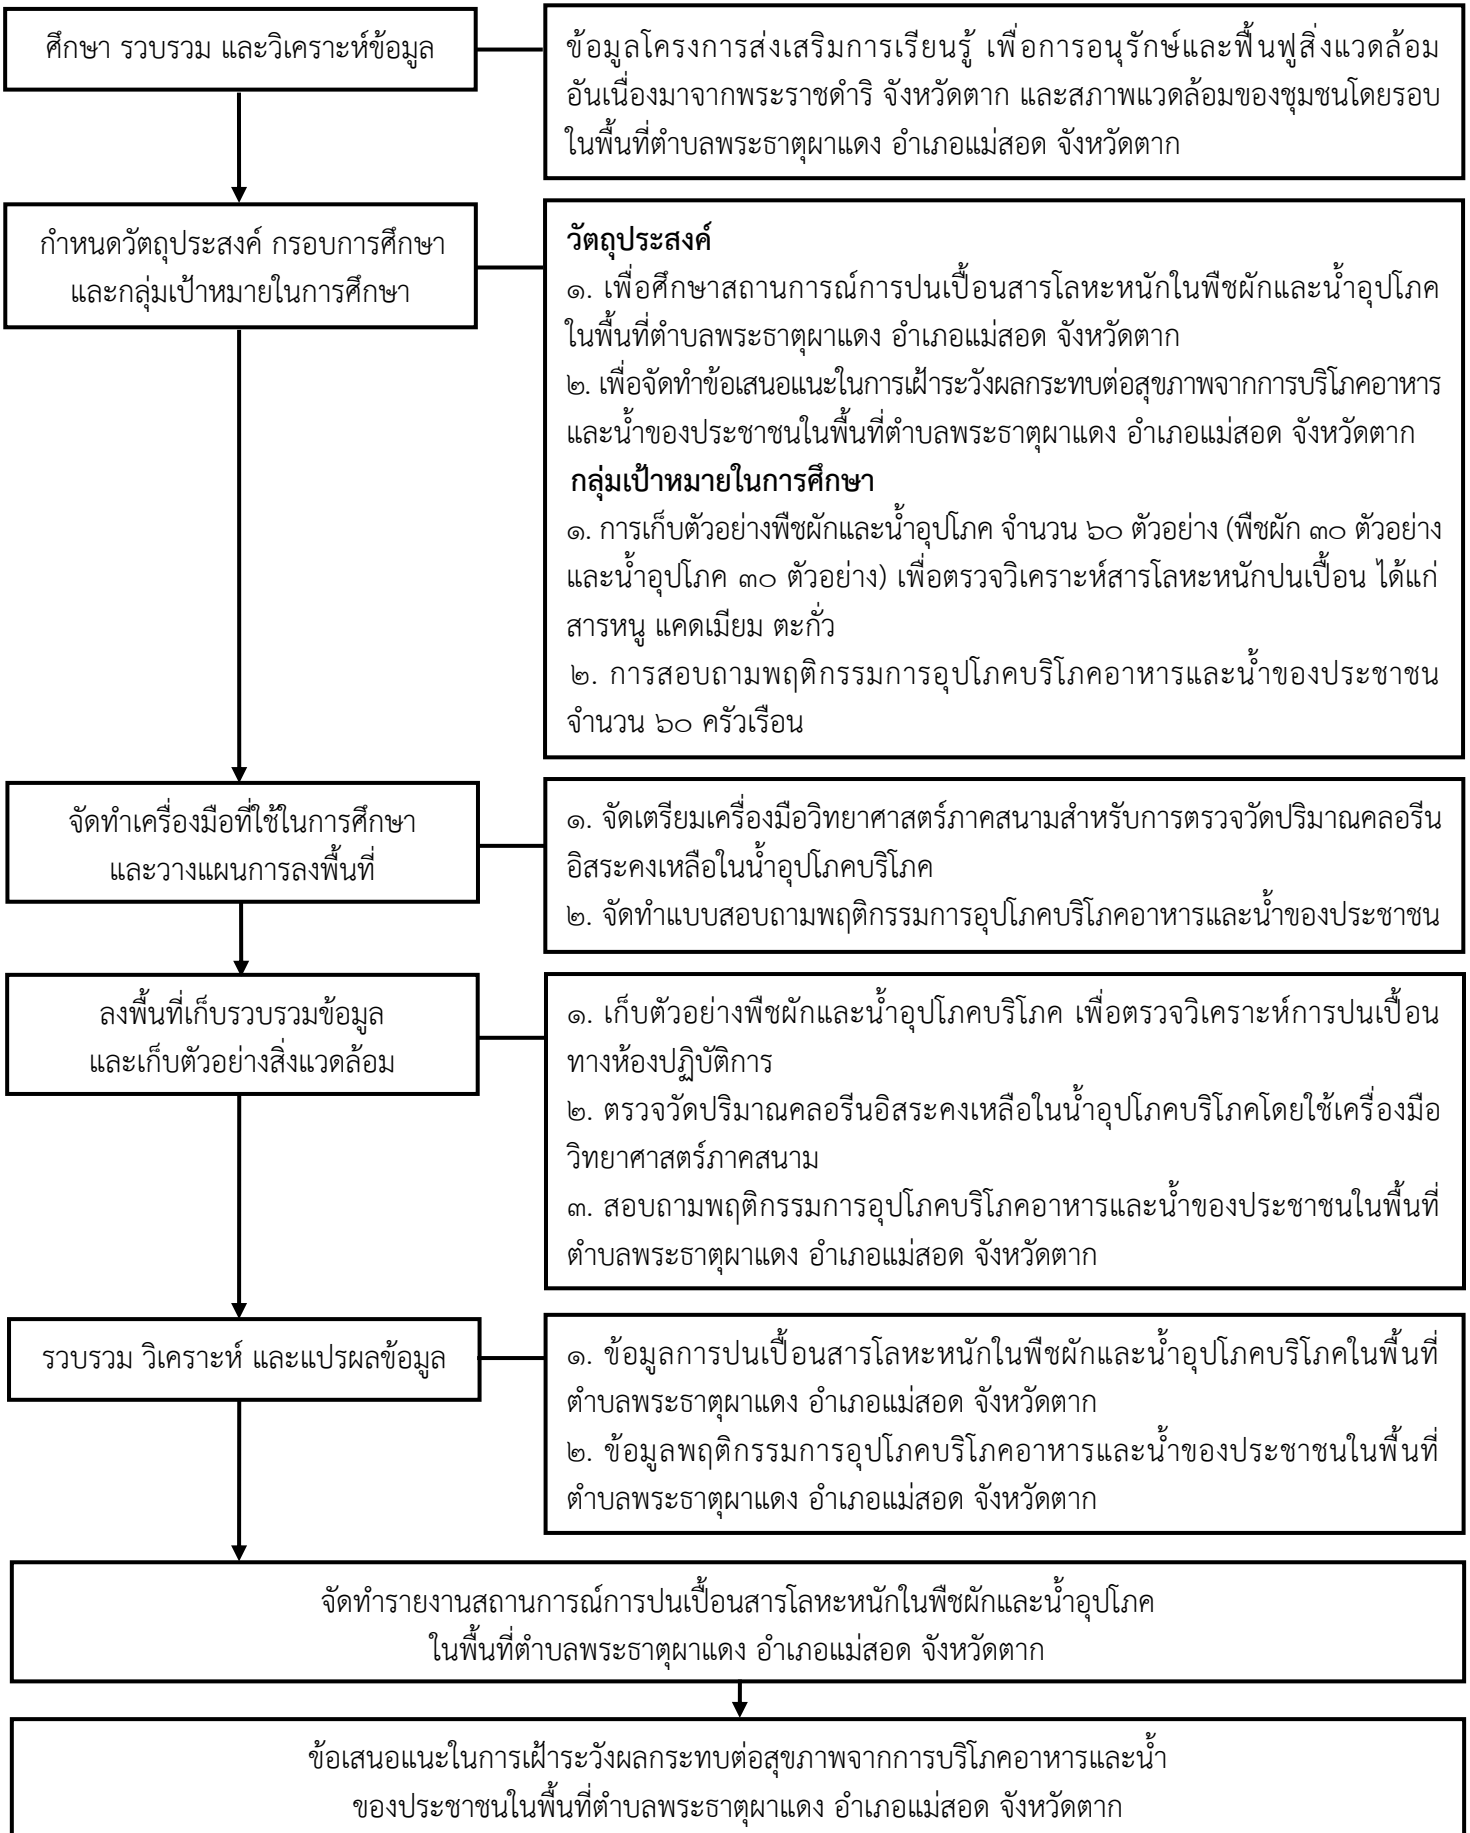 ศึกษา รวบรวม และวิเคราะห์ข้อมูล
ข้อมูลโครงการส่งเสริมการเรียนรู้ เพื่อการอนุรักษ์และฟื้นฟูสิ่งแวดล้อม
อันเนื่องมาจากพระราชดำริ จังหวัดตาก และสภาพแวดล้อมของชุมชนโดยรอบ
ในพื้นที่ตำบลพระธาตุผาแดง อำเภอแม่สอด จังหวัดตาก
กำหนดวัตถุประสงค์ กรอบการศึกษา
และกลุ่มเป้าหมายในการศึกษา
วัตถุประสงค์
๑. เพื่อศึกษาสถานการณ์การปนเปื้อนสารโลหะหนักในพืชผักและน้ำอุปโภค
ในพื้นที่ตำบลพระธาตุผาแดง อำเภอแม่สอด จังหวัดตาก
๒. เพื่อจัดทำข้อเสนอแนะในการเฝ้าระวังผลกระทบต่อสุขภาพจากการบริโภคอาหาร
และน้ำของประชาชนในพื้นที่ตำบลพระธาตุผาแดง อำเภอแม่สอด จังหวัดตาก
กลุ่มเป้าหมายในการศึกษา
๑. การเก็บตัวอย่างพืชผักและน้ำอุปโภค จำนวน ๖๐ ตัวอย่าง (พืชผัก ๓๐ ตัวอย่าง
และน้ำอุปโภค ๓๐ ตัวอย่าง) เพื่อตรวจวิเคราะห์สารโลหะหนักปนเปื้อน ได้แก่
สารหนู แคดเมียม ตะกั่ว
๒. การสอบถามพฤติกรรมการอุปโภคบริโภคอาหารและน้ำของประชาชน
จำนวน ๖๐ ครัวเรือน
จัดทำเครื่องมือที่ใช้ในการศึกษา
และวางแผนการลงพื้นที่
๑. จัดเตรียมเครื่องมือวิทยาศาสตร์ภาคสนามสำหรับการตรวจวัดปริมาณคลอรีน
อิสระคงเหลือในน้ำอุปโภคบริโภค
๒. จัดทำแบบสอบถามพฤติกรรมการอุปโภคบริโภคอาหารและน้ำของประชาชน
ลงพื้นที่เก็บรวบรวมข้อมูล
และเก็บตัวอย่างสิ่งแวดล้อม
๑. เก็บตัวอย่างพืชผักและน้ำอุปโภคบริโภค เพื่อตรวจวิเคราะห์การปนเปื้อน
ทางห้องปฏิบัติการ
๒. ตรวจวัดปริมาณคลอรีนอิสระคงเหลือในน้ำอุปโภคบริโภคโดยใช้เครื่องมือ
วิทยาศาสตร์ภาคสนาม
๓. สอบถามพฤติกรรมการอุปโภคบริโภคอาหารและน้ำของประชาชนในพื้นที่
ตำบลพระธาตุผาแดง อำเภอแม่สอด จังหวัดตาก
รวบรวม วิเคราะห์ และแปรผลข้อมูล
๑. ข้อมูลการปนเปื้อนสารโลหะหนักในพืชผักและน้ำอุปโภคบริโภคในพื้นที่
ตำบลพระธาตุผาแดง อำเภอแม่สอด จังหวัดตาก
๒. ข้อมูลพฤติกรรมการอุปโภคบริโภคอาหารและน้ำของประชาชนในพื้นที่
ตำบลพระธาตุผาแดง อำเภอแม่สอด จังหวัดตาก
จัดทำรายงานสถานการณ์การปนเปื้อนสารโลหะหนักในพืชผักและน้ำอุปโภค
ในพื้นที่ตำบลพระธาตุผาแดง อำเภอแม่สอด จังหวัดตาก
ข้อเสนอแนะในการเฝ้าระวังผลกระทบต่อสุขภาพจากการบริโภคอาหารและน้ำ
ของประชาชนในพื้นที่ตำบลพระธาตุผาแดง อำเภอแม่สอด จังหวัดตาก